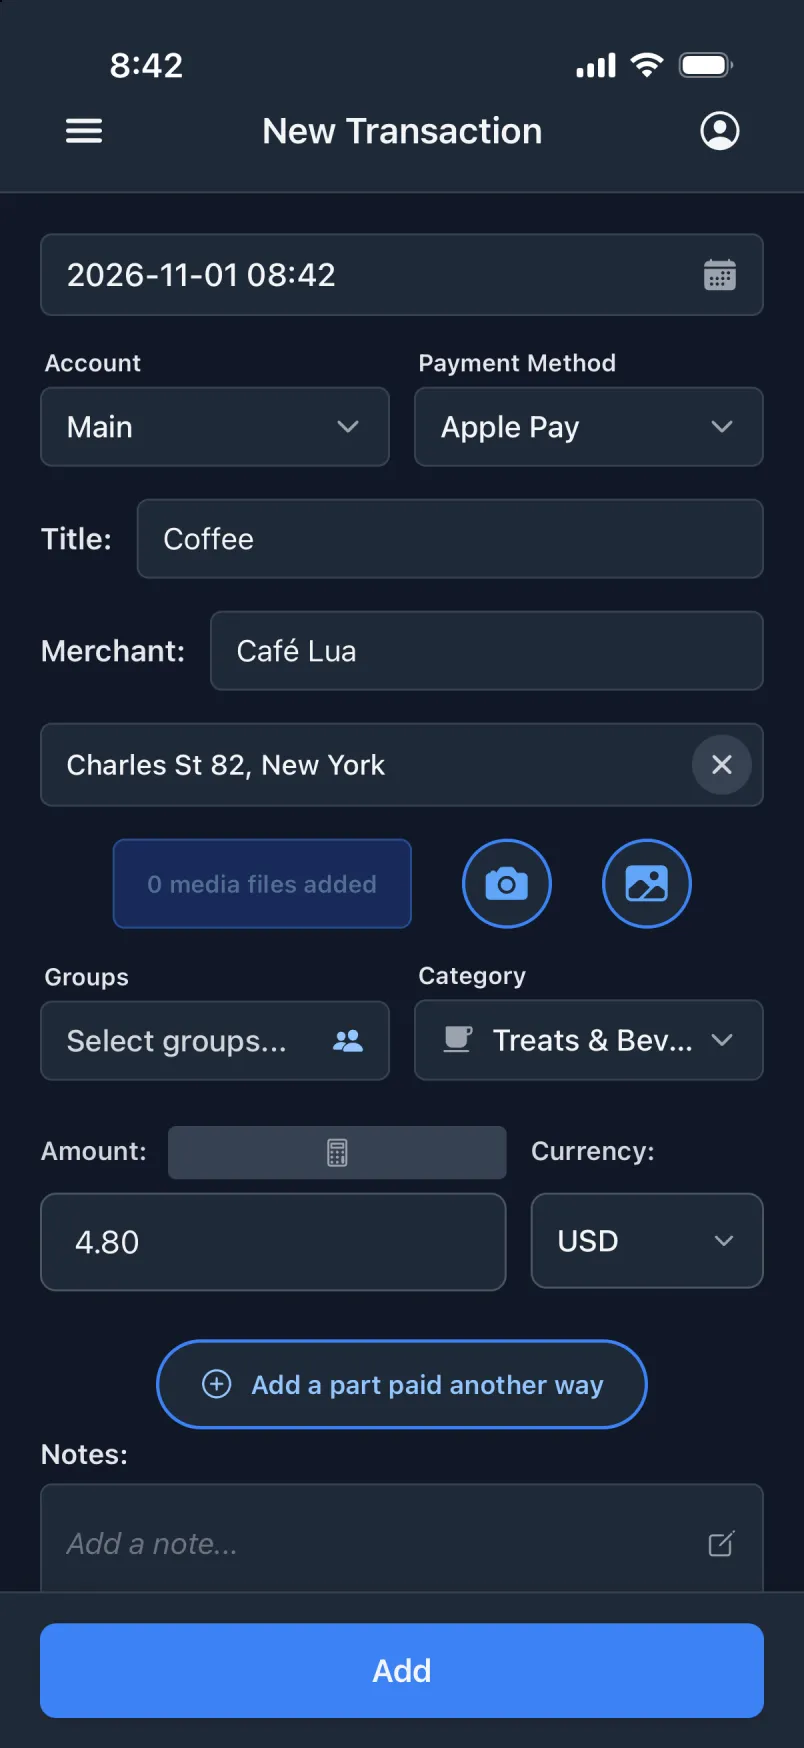 8:42
New Transaction
2026-11-01 08:42
Account
Payment Method
Main
Apple Pay
Title:
Coffee
Merchant:
Café Lua
Charles St 82, New York
0 media files added
Groups
Category
Select groups...
Treats & Bev...
Amount:
Currency:
4.80
USD
Add a part paid another way
Notes:
Add a note...
Add